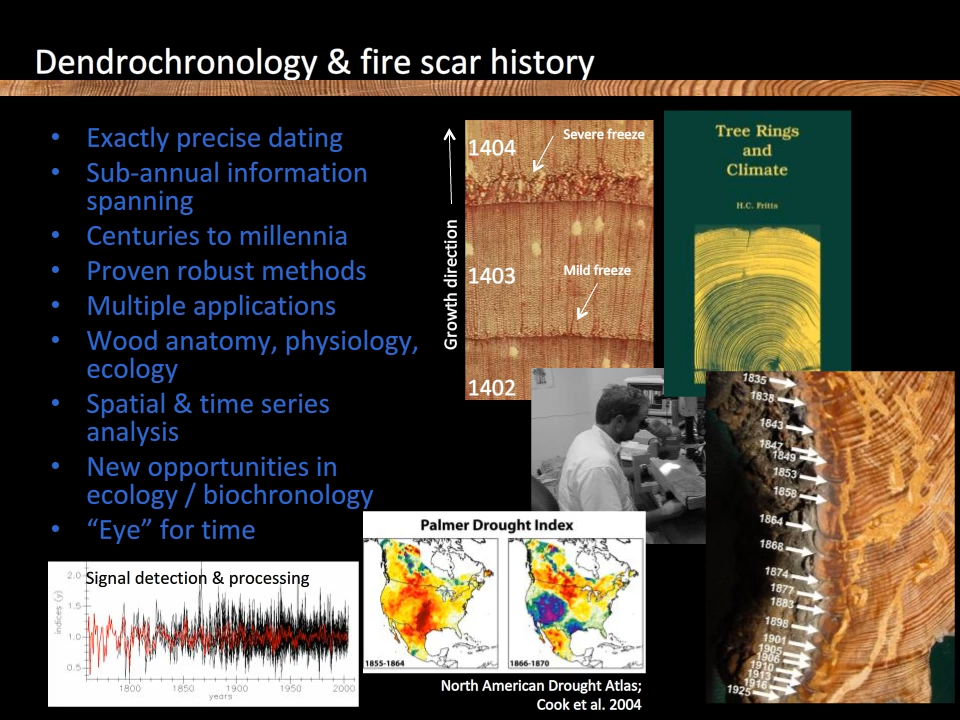 Dendrochronology & fire scar history
• Exactly precise dating
• Sub-annual information
spanning
• Centuries to millennia
• Proven robust methods
• Multiple applications
• Wood anatomy, physiology,
ecology
• Spatial & time series
analysis
• New opportunities in
ecology / biochronology
• “Eye” for time
Growth direction
1404
Severe freeze
1403
Mild freeze
1402
Tree Rings
and
Climate
H.C. Fritts
1835
1838
1843
1847
1849
1853
1858
1864
1868
1874
1877
1883
1898
1901
1905
1906
1910
1913
1916
1925
Signal detection & processing
indices (y)
2.0
1.5
1.0
0.5
1800 1850 1900 1950 2000
years
Palmer Drought Index
1855-1864
1866-1870
North American Drought Atlas;
Cook et al. 2004